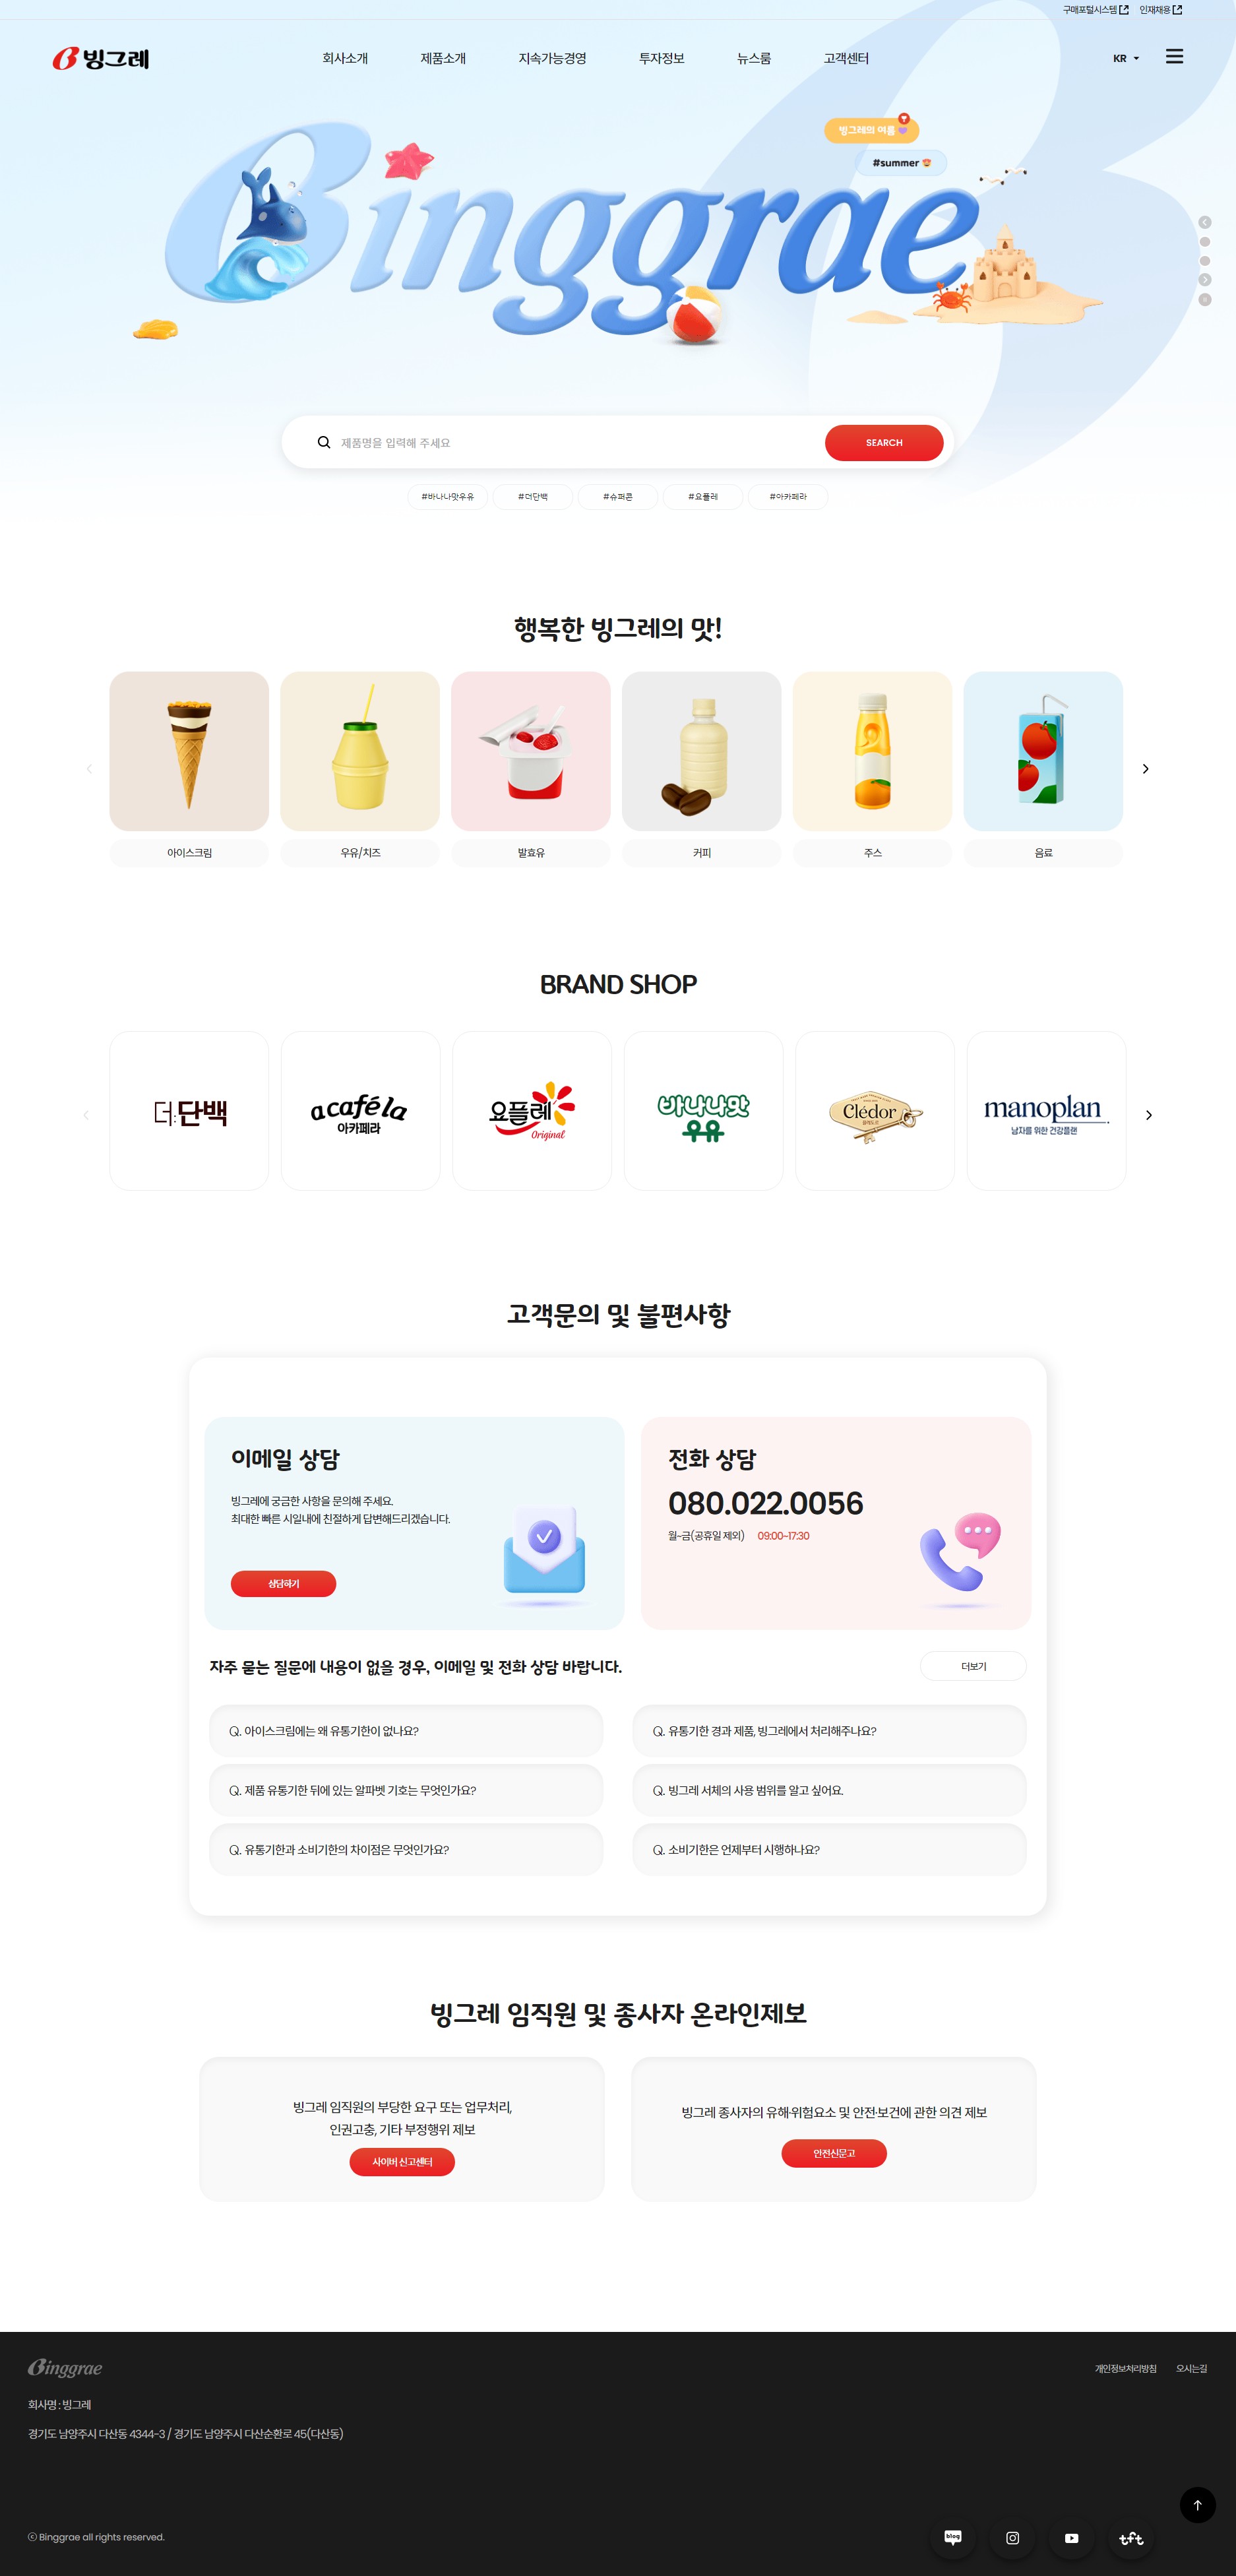 구매포털시스템 인재채용
빙그레
회사소개 제품소개 지속가능경영 투자정보 뉴스룸 고객센터
KR
빙그레의 여름
#summer
Binggrae
제품명을 입력해 주세요
SEARCH
#바나나맛우유 #더단백 #슈퍼콘 #요플레 #아카페라
행복한 빙그레의 맛!
아이스크림 우유/치즈 발효유 커피 주스 음료
BRAND SHOP
더:단백
acaféla
아카페라
요플레
Original
바나나맛
우유
Clédor
끌레도르
manoplan
남자를 위한 건강플랜
고객문의 및 불편사항
이메일 상담
빙그레에 궁금한 사항을 문의해 주세요.
최대한 빠른 시일내에 친절하게 답변해드리겠습니다.
상담하기
전화 상담
080.022.0056
월~금(공휴일 제외) 09:00~17:30
자주 묻는 질문에 내용이 없을 경우, 이메일 및 전화 상담 바랍니다.
더보기
Q. 아이스크림에는 왜 유통기한이 없나요?
Q. 유통기한 경과 제품, 빙그레에서 처리해주나요?
Q. 제품 유통기한 뒤에 있는 알파벳 기호는 무엇인가요?
Q. 빙그레 서체의 사용 범위를 알고 싶어요.
Q. 유통기한과 소비기한의 차이점은 무엇인가요?
Q. 소비기한은 언제부터 시행하나요?
빙그레 임직원 및 종사자 온라인제보
빙그레 임직원의 부당한 요구 또는 업무처리,
인권고충, 기타 부정행위 제보
사이버 신고센터
빙그레 종사자의 유해·위험요소 및 안전·보건에 관한 의견 제보
안전신문고
Binggrae
개인정보처리방침 오시는길
회사명 : 빙그레
경기도 남양주시 다산동 4344-3 / 경기도 남양주시 다산순환로 45(다산동)
ⓒ Binggrae all rights reserved.
blog
tft